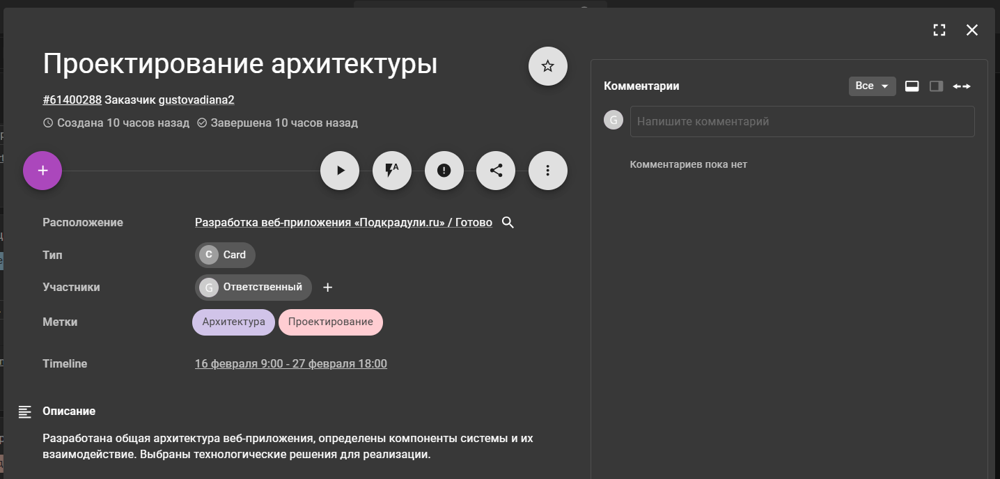 Проектирование архитектуры
#61400288 Заказчик gustovadiana2
Создана 10 часов назад Завершена 10 часов назад
Расположение Разработка веб-приложения «Подкрадули.ru» / Готово
Тип C Card
Участники G Ответственный
Метки Архитектура Проектирование
Timeline 16 февраля 9:00 - 27 февраля 18:00
Описание
Разработана общая архитектура веб-приложения, определены компоненты системы и их
взаимодействие. Выбраны технологические решения для реализации.
Комментарии Все
G Напишите комментарий
Комментариев пока нет